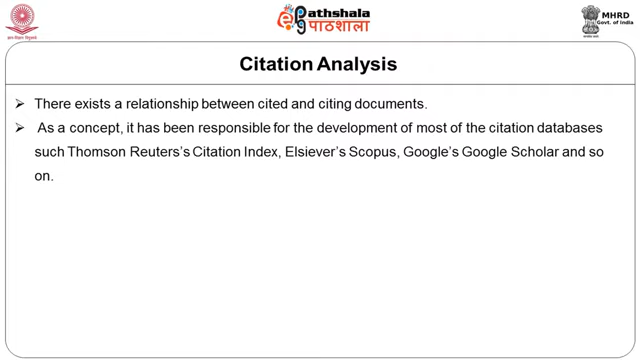 Pathshala
पाठशाला
MHRD
Govt. of India
Citation Analysis
➢ There exists a relationship between cited and citing documents.
➢ As a concept, it has been responsible for the development of most of the citation databases
such Thomson Reuters's Citation Index, Elsiever's Scopus, Google's Google Scholar and so
on.